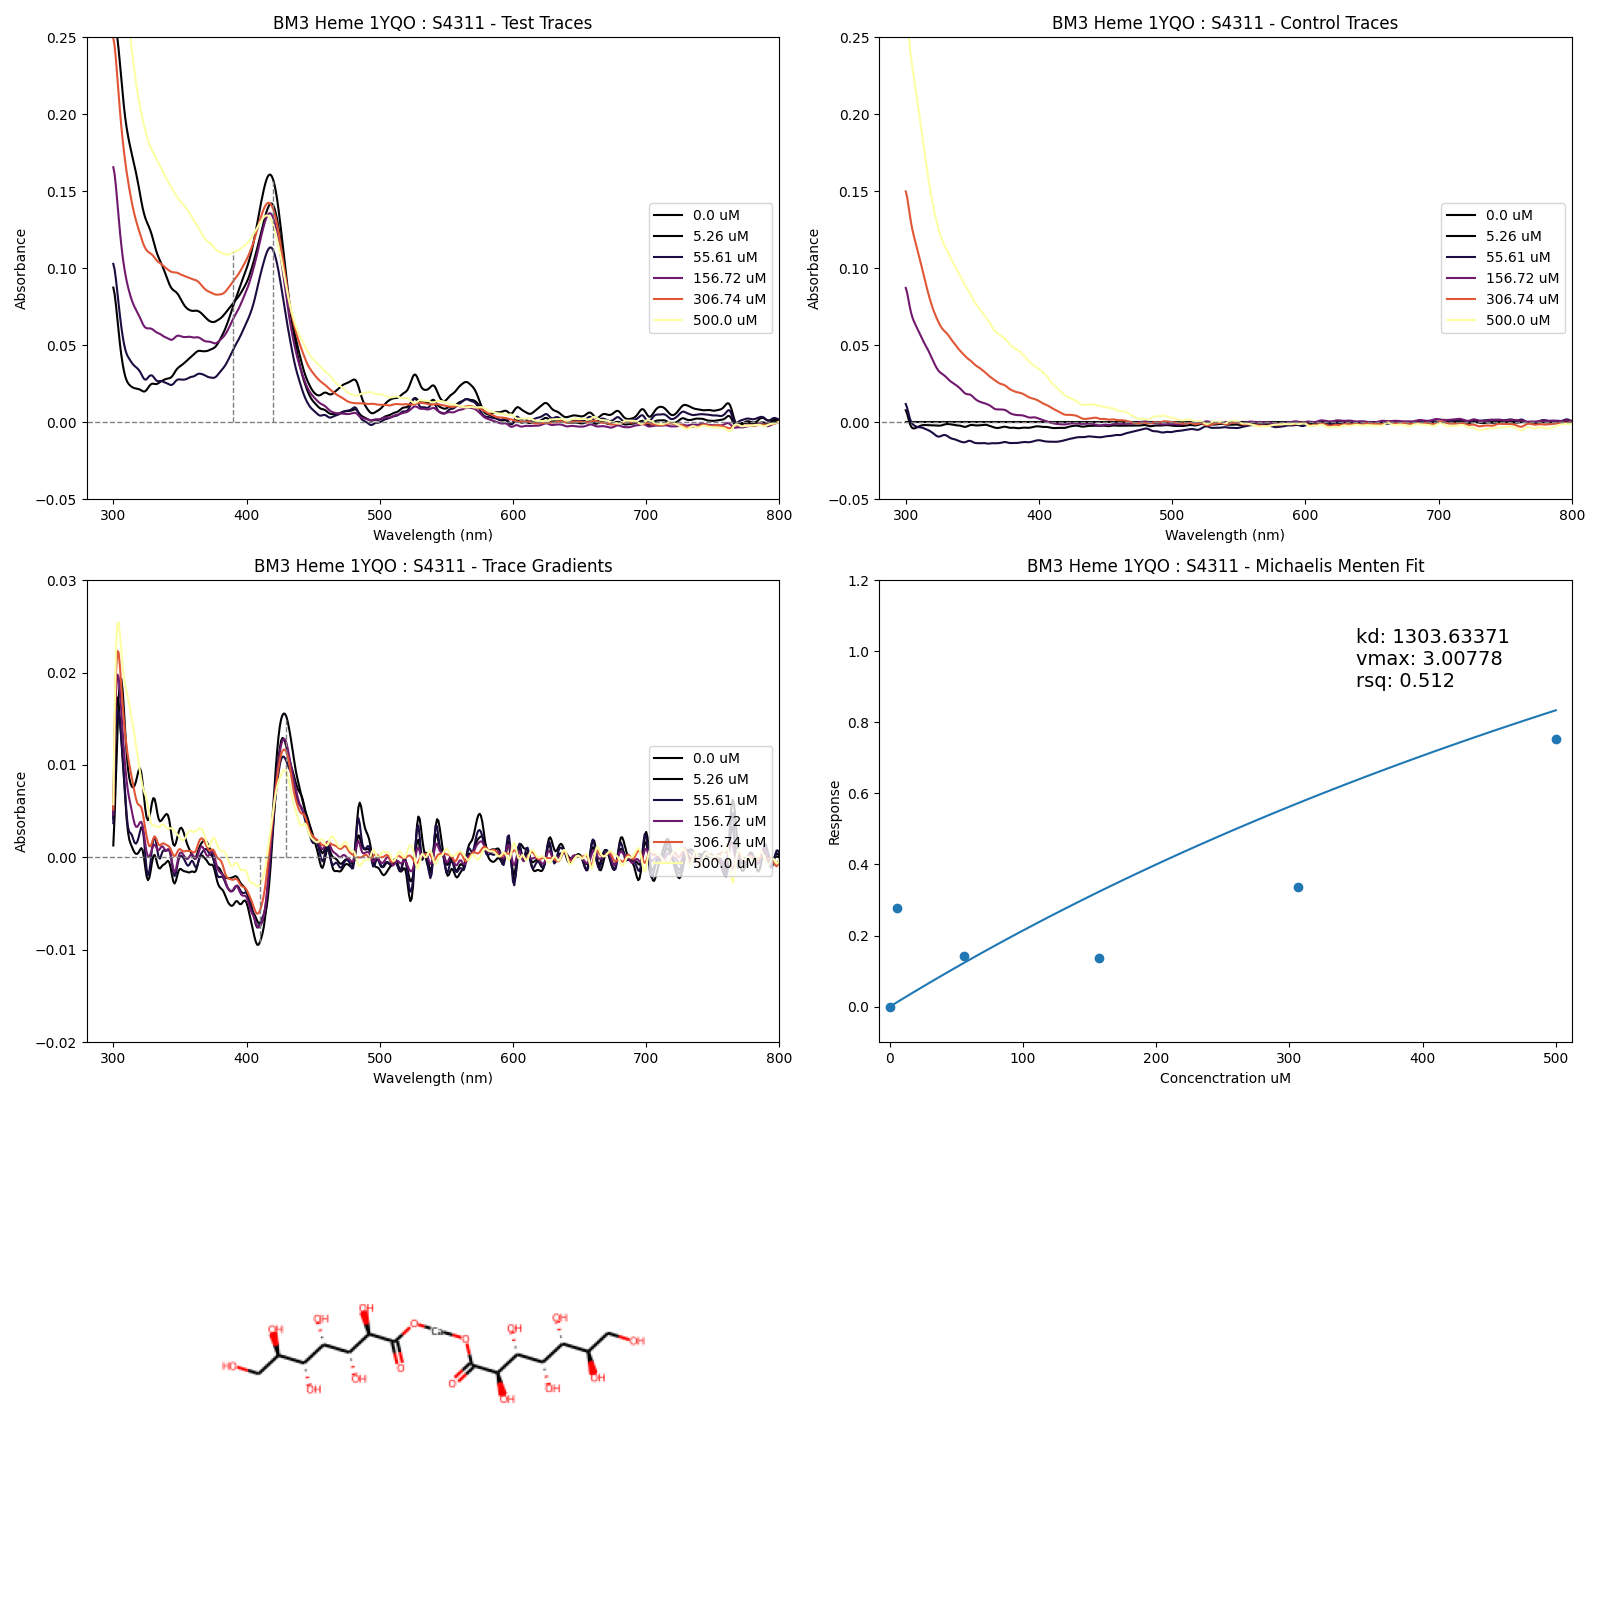 BM3 Heme 1YQO : S4311 - Test Traces
0.25
0.20
0.15
0.10
0.05
0.00
−0.05
Absorbance
300 400 500 600 700 800
Wavelength (nm)
0.0 uM
5.26 uM
55.61 uM
156.72 uM
306.74 uM
500.0 uM
BM3 Heme 1YQO : S4311 - Control Traces
0.25
0.20
0.15
0.10
0.05
0.00
−0.05
Absorbance
300 400 500 600 700 800
Wavelength (nm)
0.0 uM
5.26 uM
55.61 uM
156.72 uM
306.74 uM
500.0 uM
BM3 Heme 1YQO : S4311 - Trace Gradients
0.03
0.02
0.01
0.00
−0.01
−0.02
Absorbance
300 400 500 600 700 800
Wavelength (nm)
0.0 uM
5.26 uM
55.61 uM
156.72 uM
306.74 uM
500.0 uM
BM3 Heme 1YQO : S4311 - Michaelis Menten Fit
1.2
1.0
0.8
0.6
0.4
0.2
0.0
Response
kd: 1303.63371
vmax: 3.00778
rsq: 0.512
0 100 200 300 400 500
Concenctration uM
OH OH OH O Ca O OH OH OH
HO OH OH O O OH OH OH OH